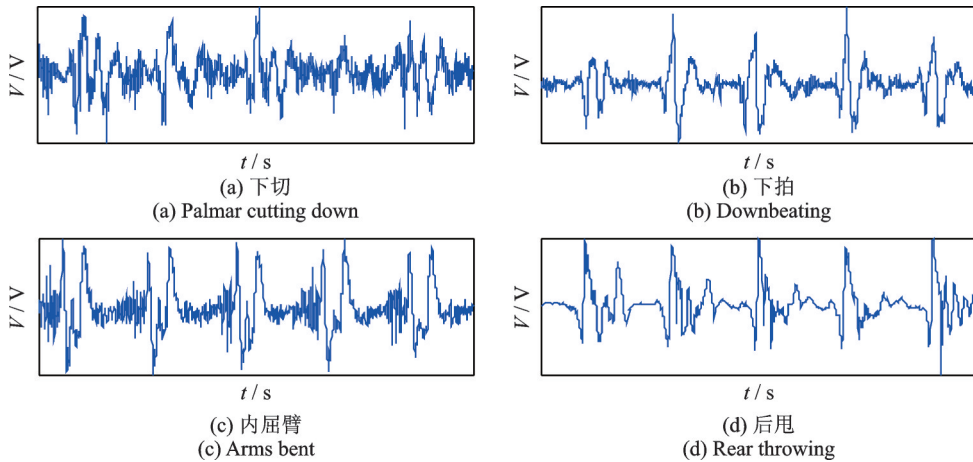 V / V
t / s
(a) 下切
(a) Palmar cutting down
V / V
t / s
(b) 下拍
(b) Downbeating
V / V
t / s
(c) 内屈臂
(c) Arms bent
V / V
t / s
(d) 后甩
(d) Rear throwing